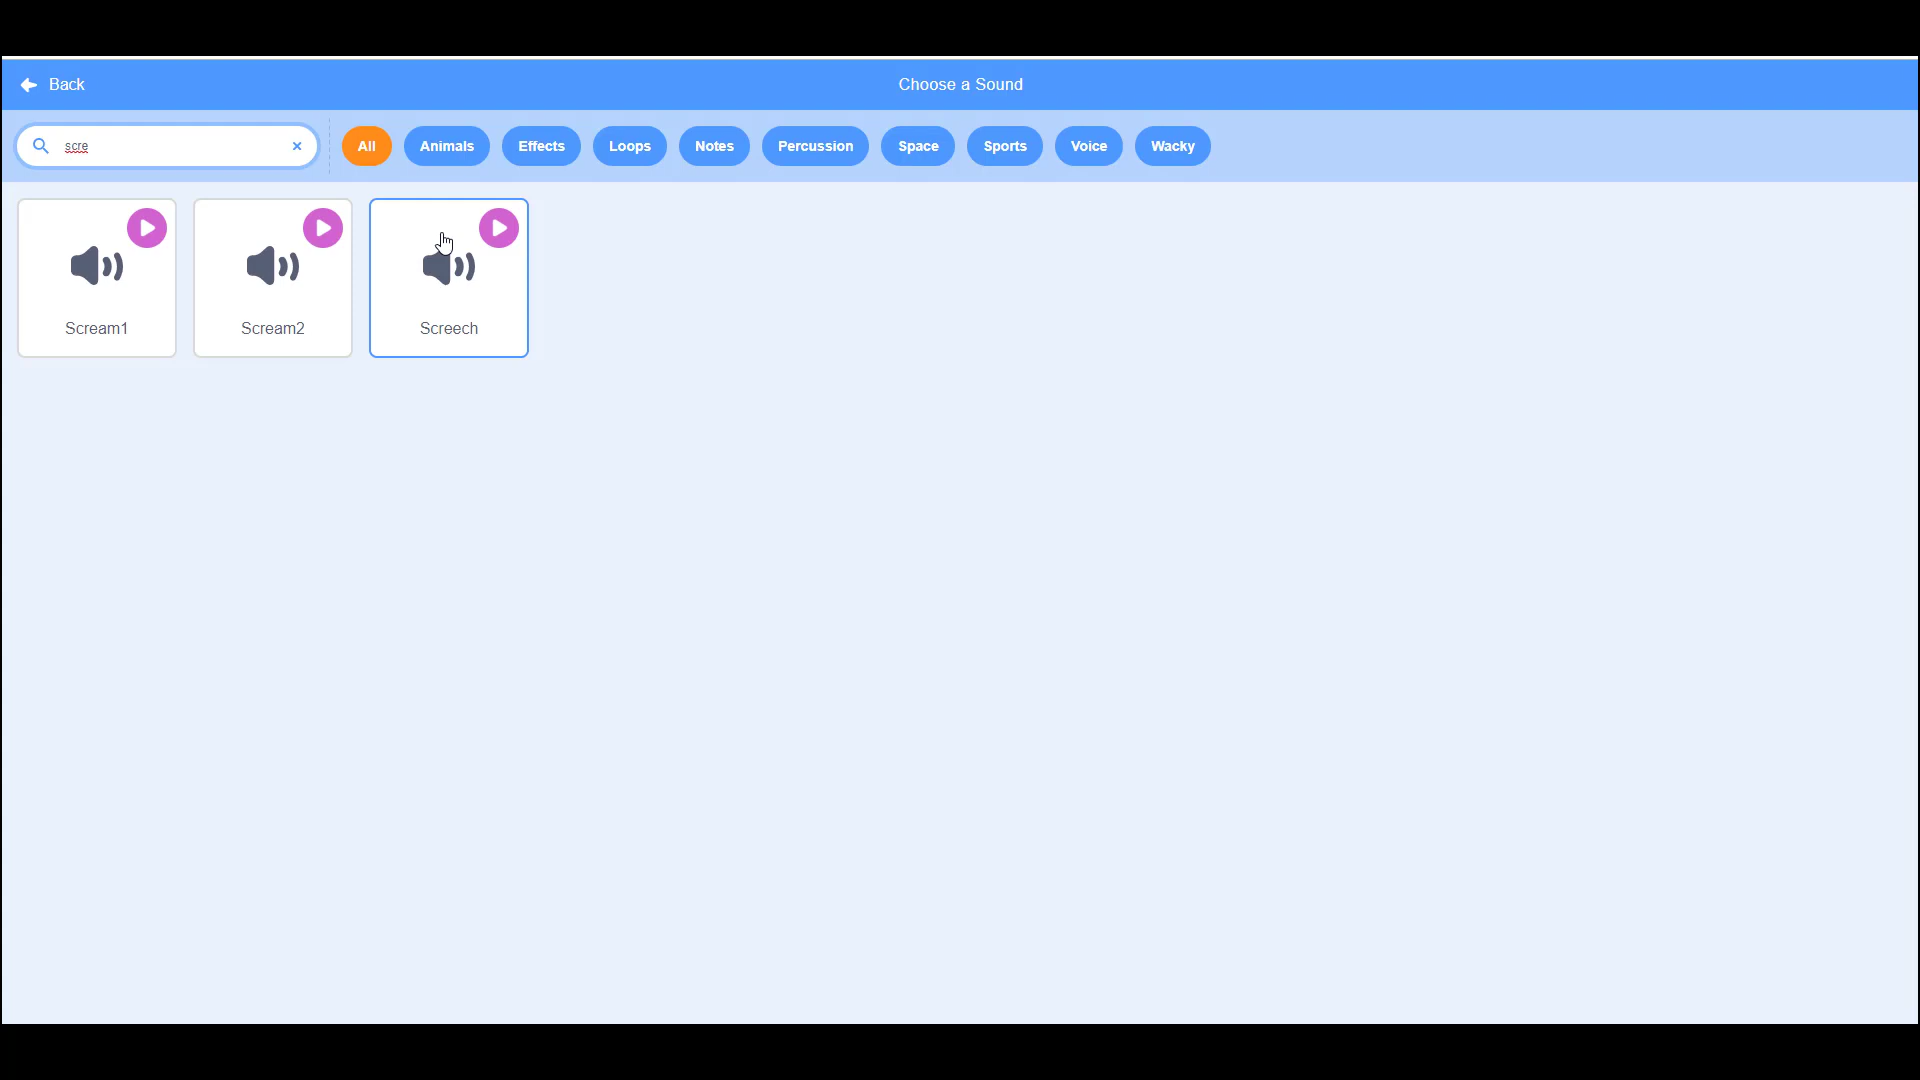 Back
Choose a Sound
scre
All
Animals
Effects
Loops
Notes
Percussion
Space
Sports
Voice
Wacky
Scream1
Scream2
Screech